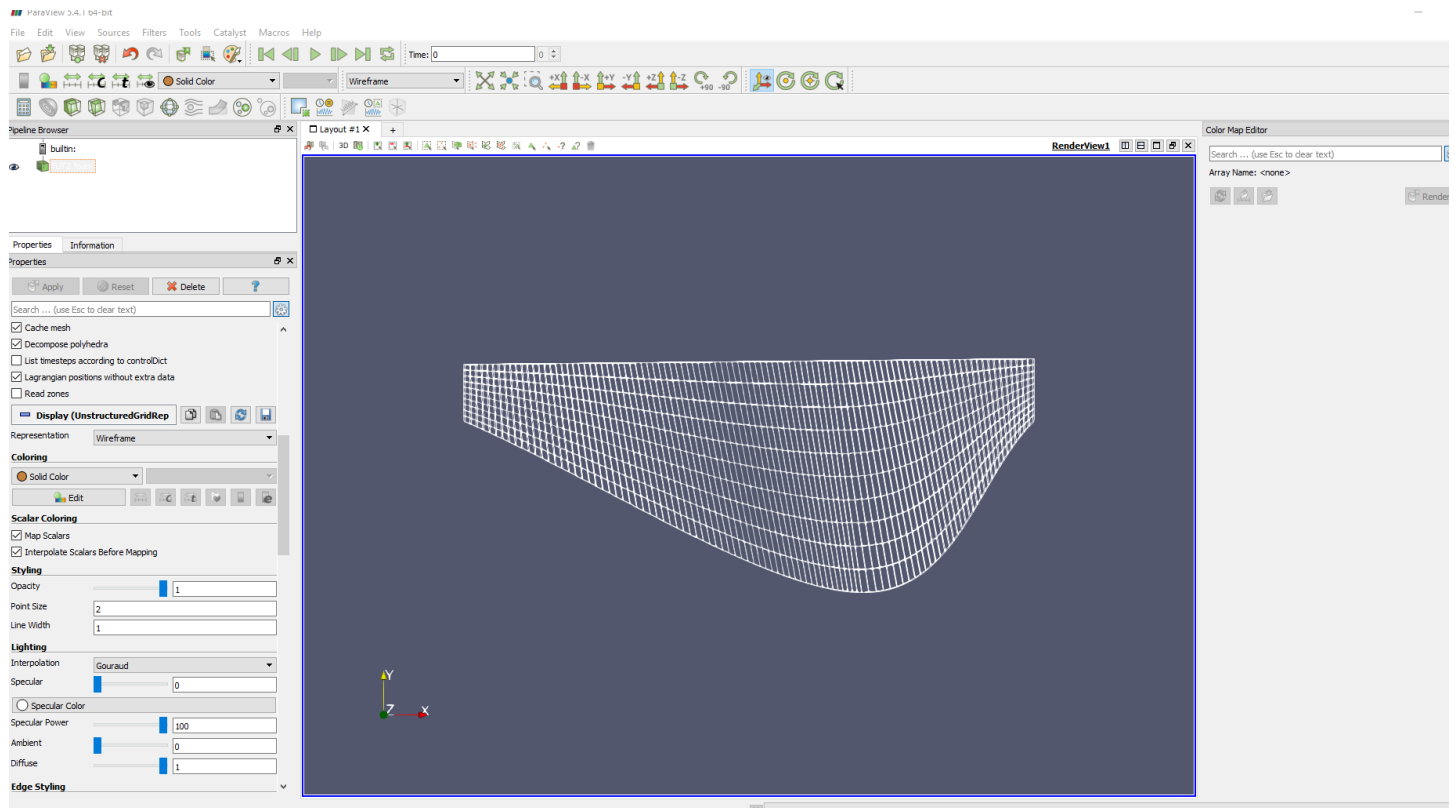 ParaView 5.4.1 64-bit
File Edit View Sources Filters Tools Catalyst Macros Help
Time: 0 0
Solid Color Wireframe +X -X +Y -Y +Z -Z +90 -90
Pipeline Browser
builtin:
Layout #1 X +
3D
RenderView1
Color Map Editor
Search ... (use Esc to clear text)
Array Name: <none>
Render
Properties Information
Properties
Apply Reset Delete ?
Search ... (use Esc to clear text)
Cache mesh
Decompose polyhedra
List timesteps according to controlDict
Lagrangian positions without extra data
Read zones
Display (UnstructuredGridRep
Representation Wireframe
Coloring
Solid Color
Edit
Scalar Coloring
Map Scalars
Interpolate Scalars Before Mapping
Styling
Opacity 1
Point Size 2
Line Width 1
Lighting
Interpolation Gouraud
Specular 0
Specular Color
Specular Power 100
Ambient 0
Diffuse 1
Edge Styling
Y
Z X